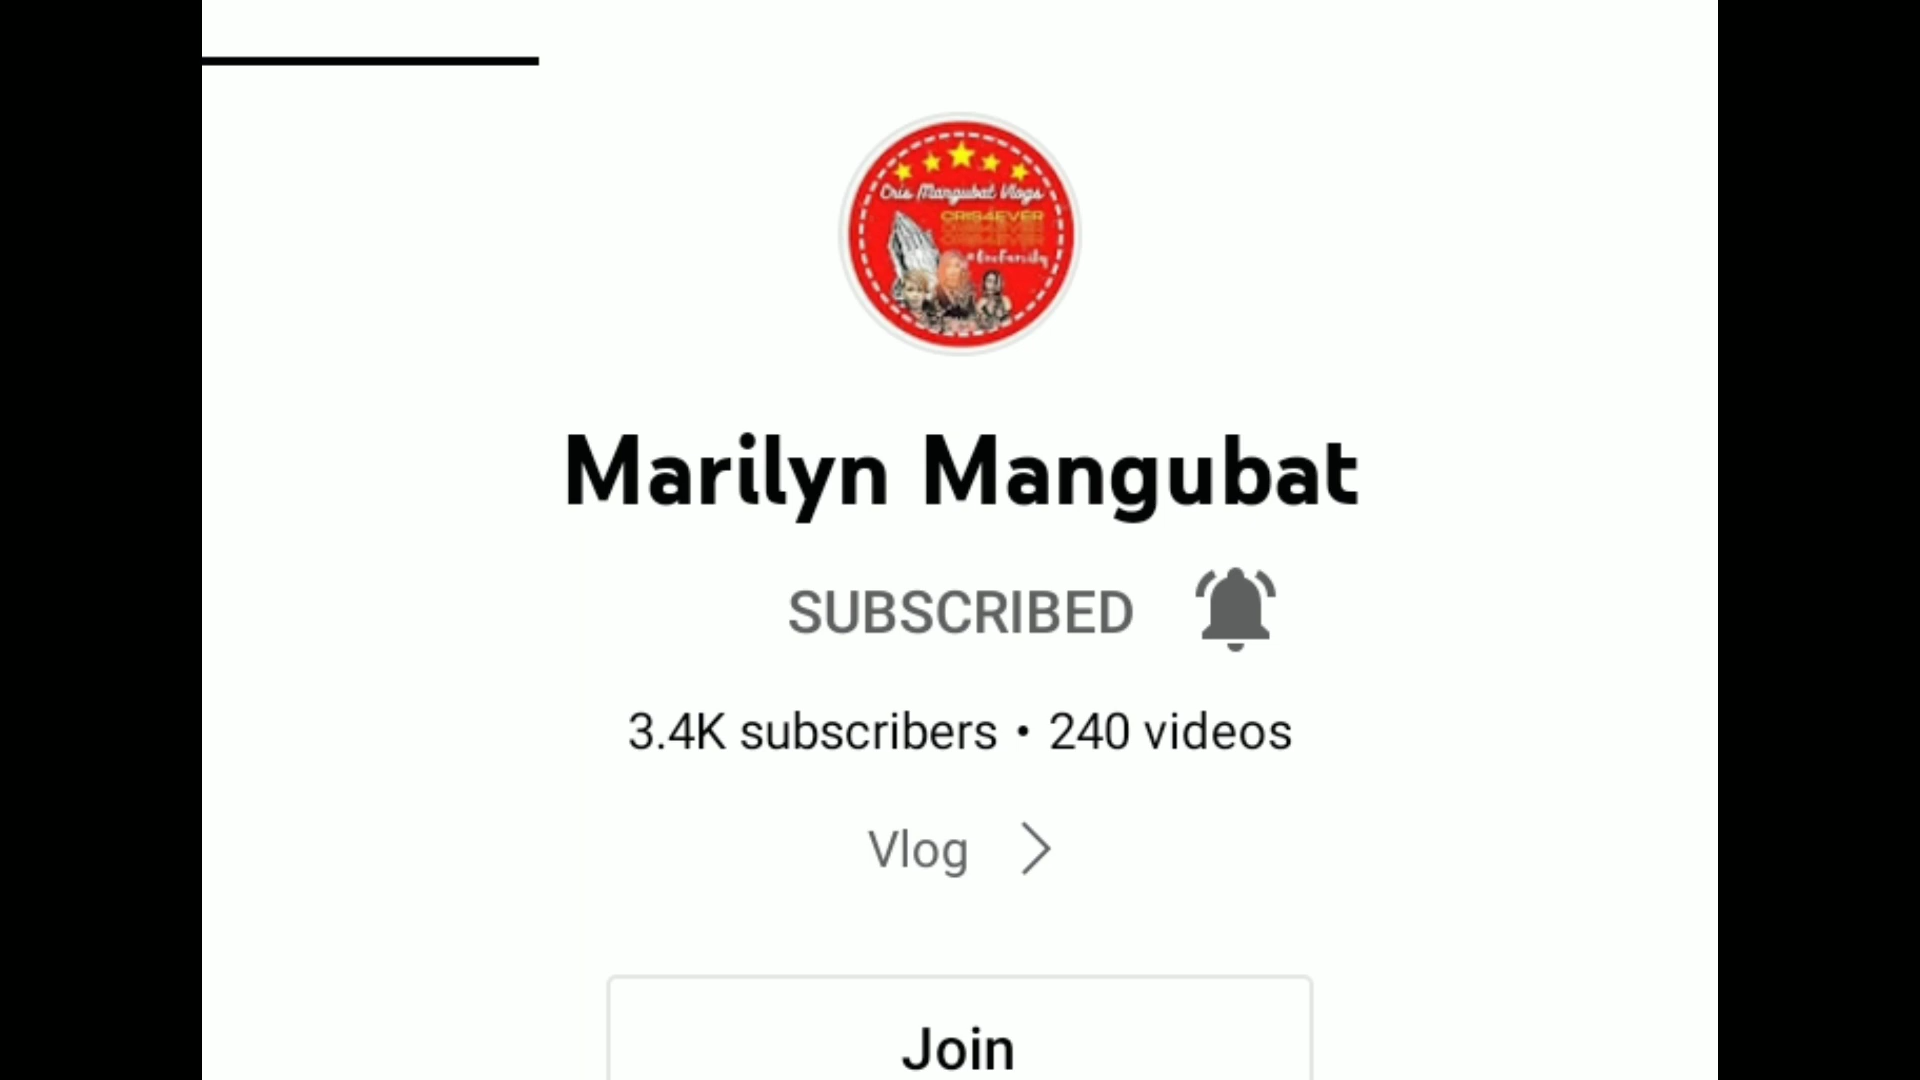 Cris Mangubat Vlogs
CRIS4EVER
Marilyn Mangubat
SUBSCRIBED
3.4K subscribers • 240 videos
Vlog
Join